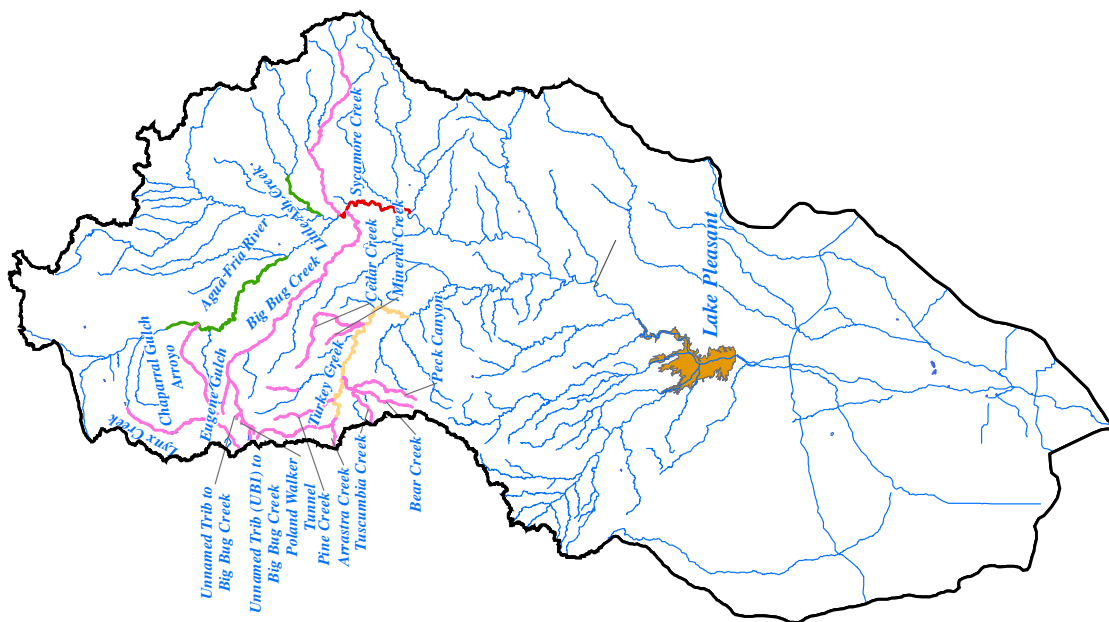 Lynx Creek
Chaparral Gulch
Arroyo
Eugene Gulch
Agua Fria River
Big Bug Creek
Little Ash Creek
Sycamore Creek
Cedar Creek
Mineral Creek
Turkey Creek
Peck Canyon
Lake Pleasant
Unnamed Trib to
Big Bug Creek
Unnamed Trib (UB1) to
Big Bug Creek
Poland Walker
Tunnel
Pine Creek
Arrastra Creek
Tuscumbia Creek
Bear Creek